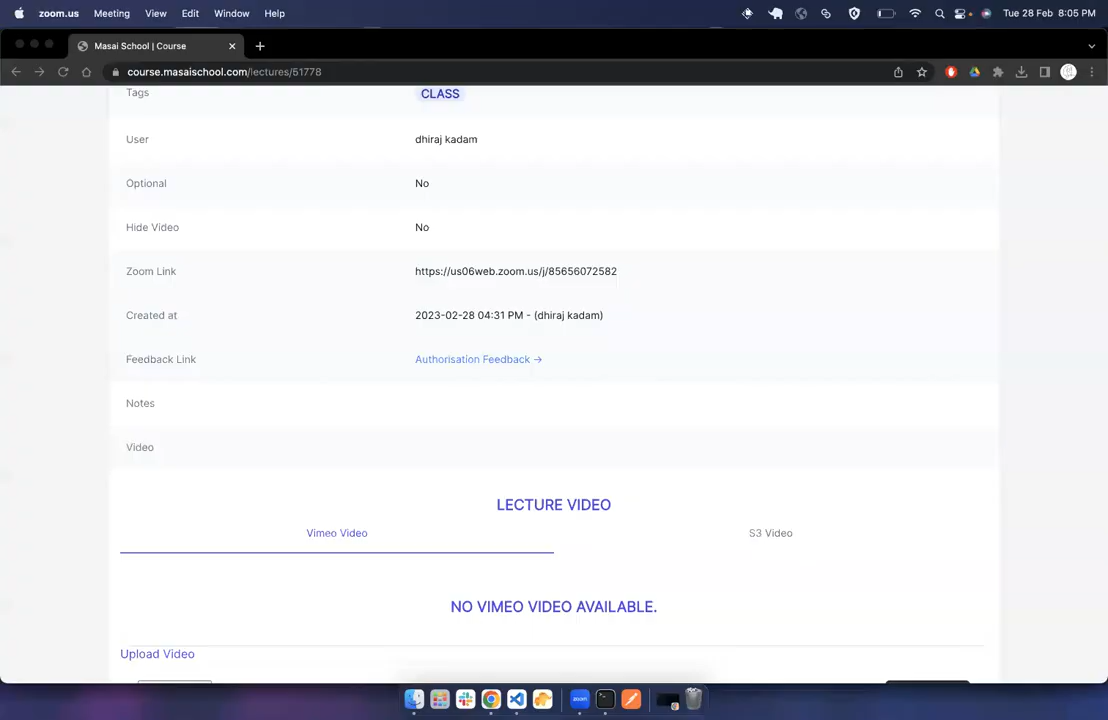 zoom.us Meeting View Edit Window Help Tue 28 Feb 8:05 PM
Masai School | Course
course.masaischool.com/lectures/51778
Tags CLASS
User dhiraj kadam
Optional No
Hide Video No
Zoom Link https://us06web.zoom.us/j/85656072582
Created at 2023-02-28 04:31 PM - (dhiraj kadam)
Feedback Link Authorisation Feedback →
Notes
Video
LECTURE VIDEO
Vimeo Video S3 Video
NO VIMEO VIDEO AVAILABLE.
Upload Video
zoom